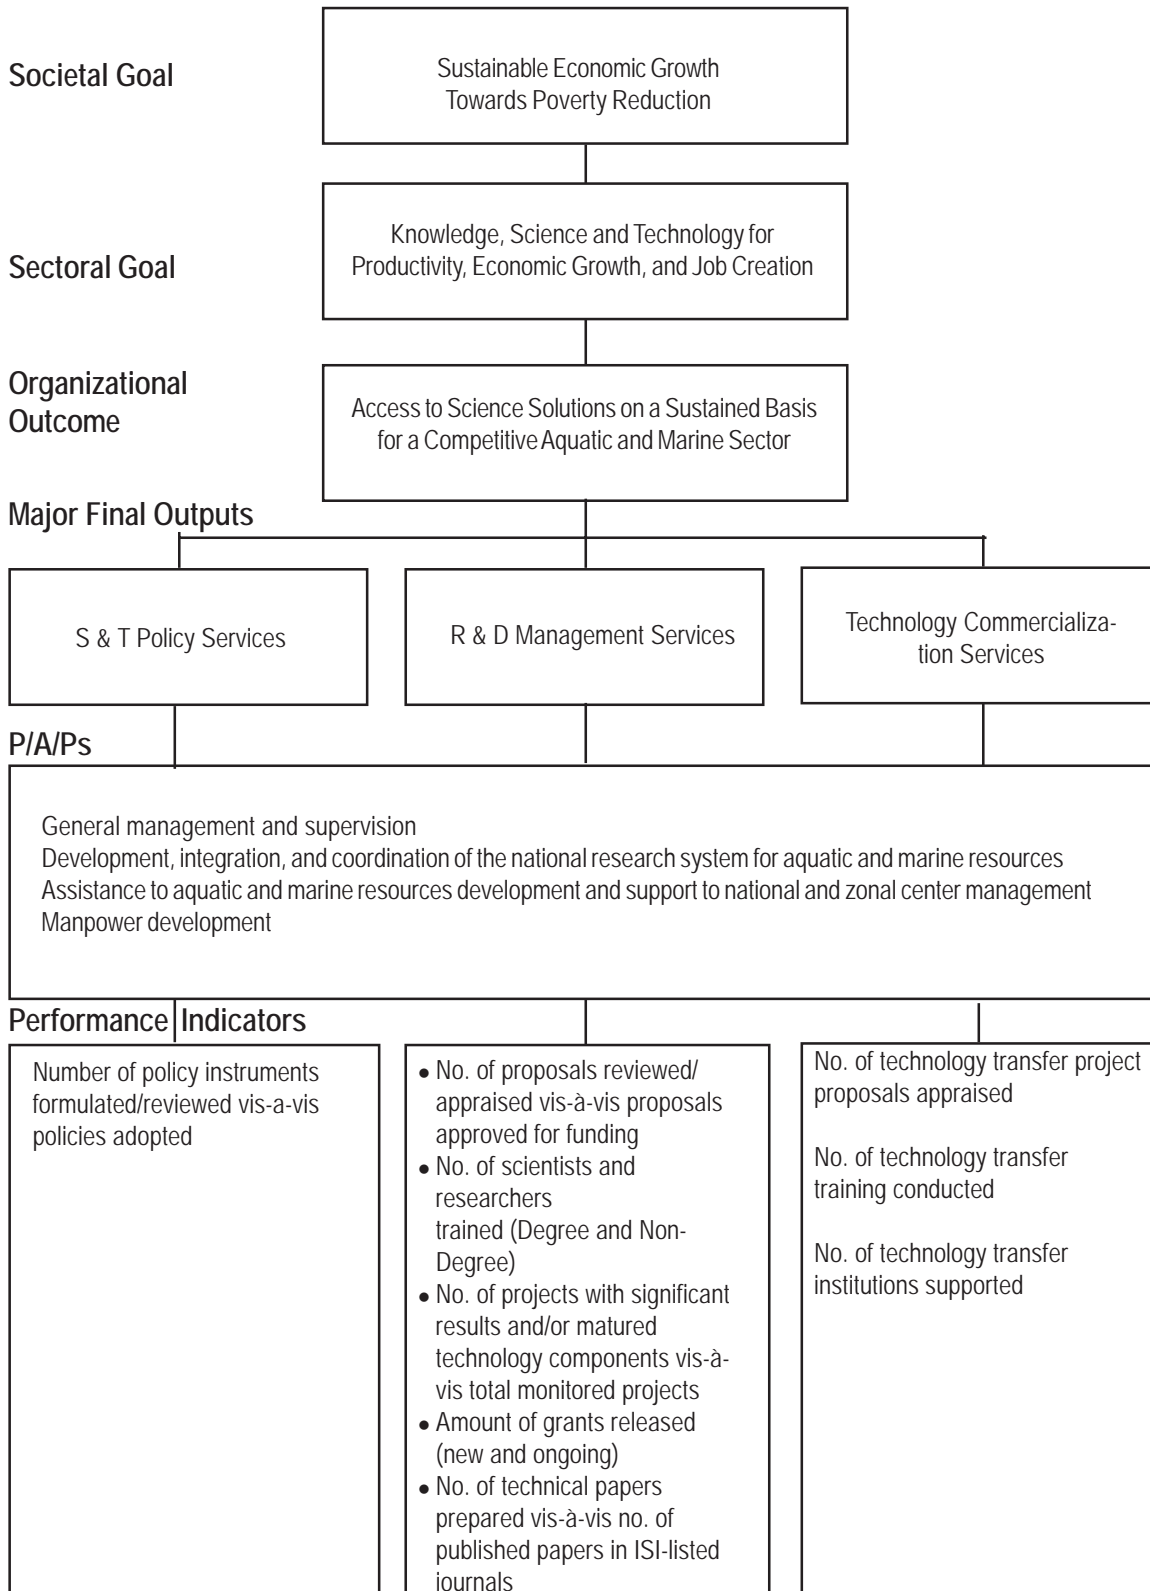 Societal Goal
Sustainable Economic Growth
Towards Poverty Reduction
Sectoral Goal
Knowledge, Science and Technology for
Productivity, Economic Growth, and Job Creation
Organizational
Outcome
Access to Science Solutions on a Sustained Basis
for a Competitive Aquatic and Marine Sector
Major Final Outputs
S & T Policy Services
R & D Management Services
Technology Commercializa-
tion Services
P/A/Ps
General management and supervision
Development, integration, and coordination of the national research system for aquatic and marine resources
Assistance to aquatic and marine resources development and support to national and zonal center management
Manpower development
Performance Indicators
Number of policy instruments
formulated/reviewed vis-a-vis
policies adopted
• No. of proposals reviewed/
appraised vis-à-vis proposals
approved for funding
• No. of scientists and
researchers
trained (Degree and Non-
Degree)
• No. of projects with significant
results and/or matured
technology components vis-à-
vis total monitored projects
• Amount of grants released
(new and ongoing)
• No. of technical papers
prepared vis-à-vis no. of
published papers in ISI-listed
journals
No. of technology transfer project
proposals appraised
No. of technology transfer
training conducted
No. of technology transfer
institutions supported